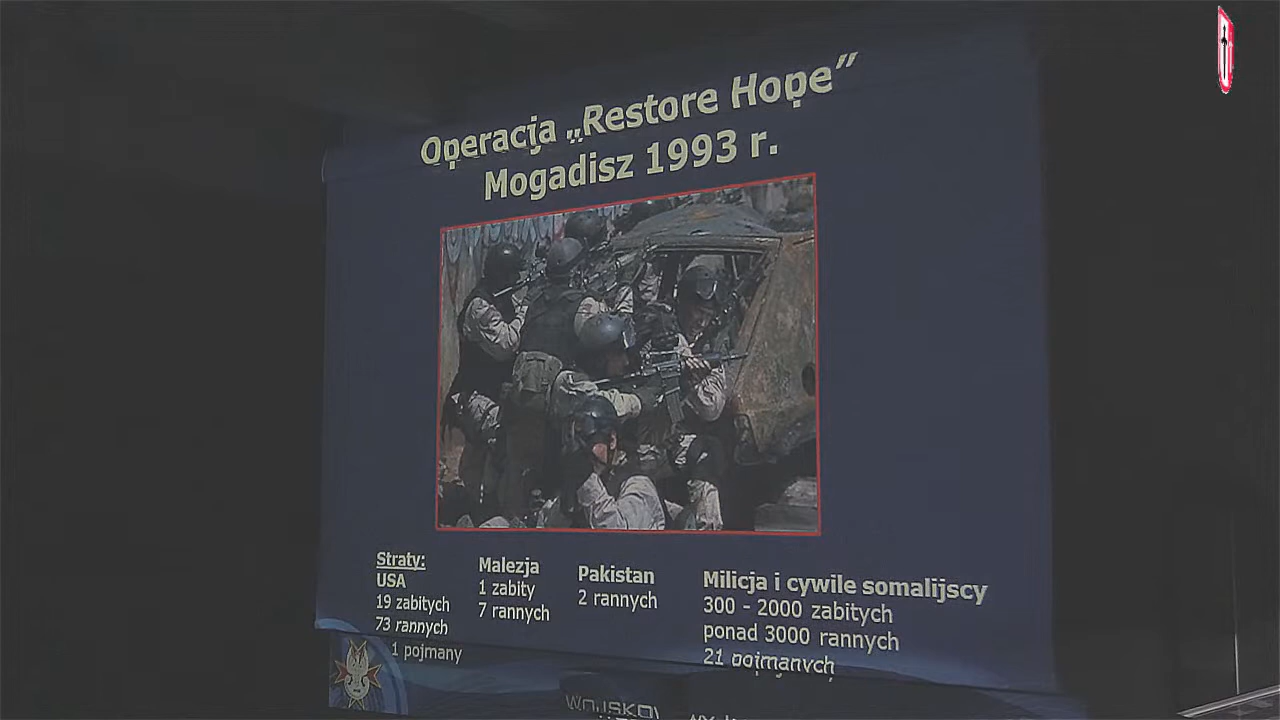 Operacja „Restore Hope”
Mogadisz 1993 r.
Straty:
USA
19 zabitych
73 rannych
1 pojmany
Malezja
1 zabity
7 rannych
Pakistan
2 rannych
Milicja i cywile somalijscy
300 - 2000 zabitych
ponad 3000 rannych
21 pojmanych